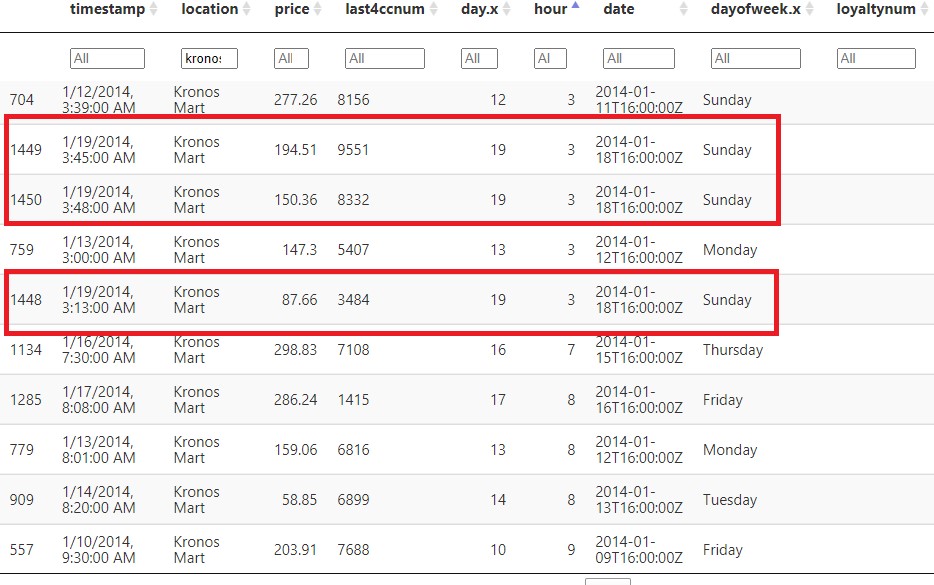 timestamp location price last4ccnum day.x hour date dayofweek.x loyaltynum
All kronos All All All All All All All
704 1/12/2014, 3:39:00 AM Kronos Mart 277.26 8156 12 3 2014-01-11T16:00:00Z Sunday
1449 1/19/2014, 3:45:00 AM Kronos Mart 194.51 9551 19 3 2014-01-18T16:00:00Z Sunday
1450 1/19/2014, 3:48:00 AM Kronos Mart 150.36 8332 19 3 2014-01-18T16:00:00Z Sunday
759 1/13/2014, 3:00:00 AM Kronos Mart 147.3 5407 13 3 2014-01-12T16:00:00Z Monday
1448 1/19/2014, 3:13:00 AM Kronos Mart 87.66 3484 19 3 2014-01-18T16:00:00Z Sunday
1134 1/16/2014, 7:30:00 AM Kronos Mart 298.83 7108 16 7 2014-01-15T16:00:00Z Thursday
1285 1/17/2014, 8:08:00 AM Kronos Mart 286.24 1415 17 8 2014-01-16T16:00:00Z Friday
779 1/13/2014, 8:01:00 AM Kronos Mart 159.06 6816 13 8 2014-01-12T16:00:00Z Monday
909 1/14/2014, 8:20:00 AM Kronos Mart 58.85 6899 14 8 2014-01-13T16:00:00Z Tuesday
557 1/10/2014, 9:30:00 AM Kronos Mart 203.91 7688 10 9 2014-01-09T16:00:00Z Friday